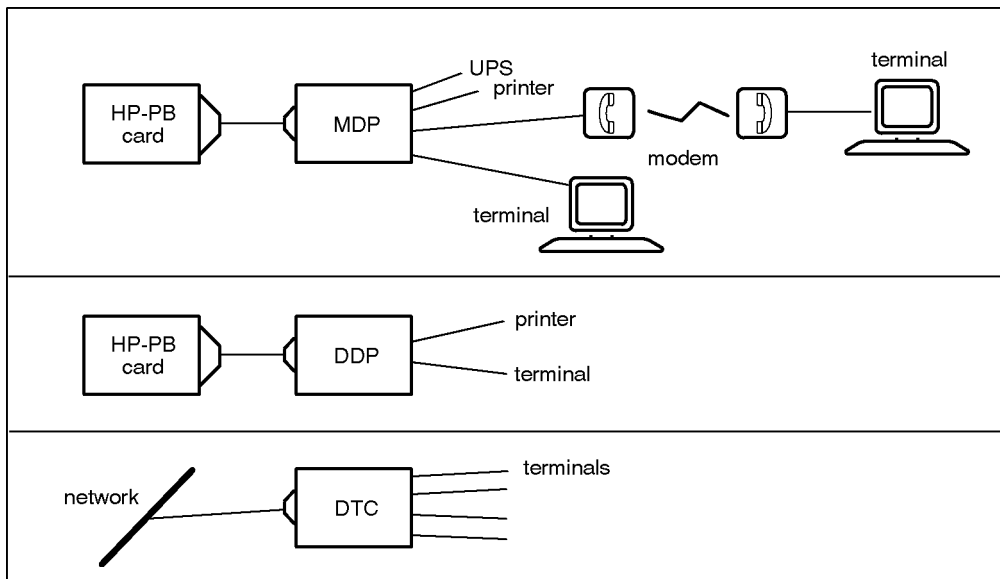 terminal
UPS
printer
HP-PB
card
MDP
modem
terminal
HP-PB
card
DDP
printer
terminal
network
DTC
terminals